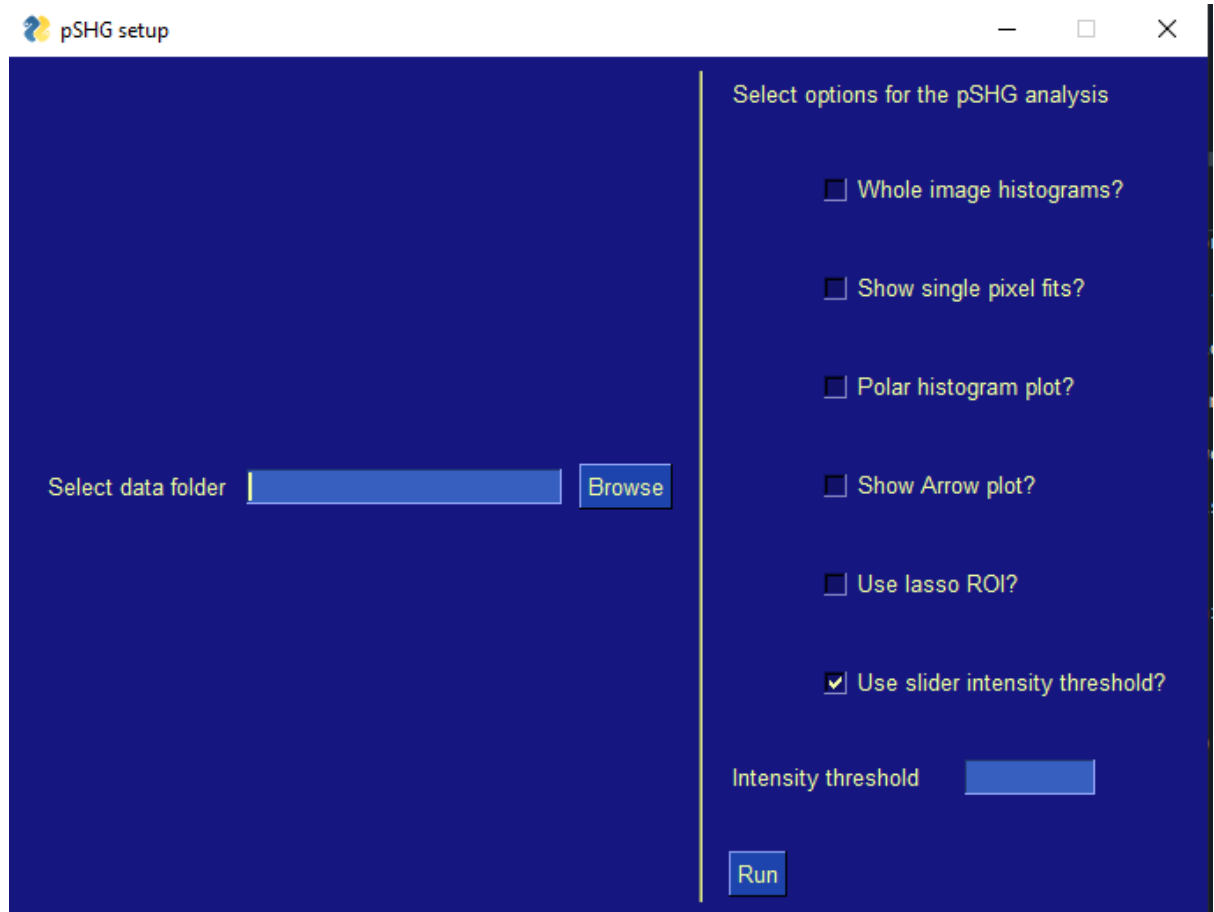 pSHG setup
Select data folder
Browse
Select options for the pSHG analysis
Whole image histograms?
Show single pixel fits?
Polar histogram plot?
Show Arrow plot?
Use lasso ROI?
Use slider intensity threshold?
Intensity threshold
Run